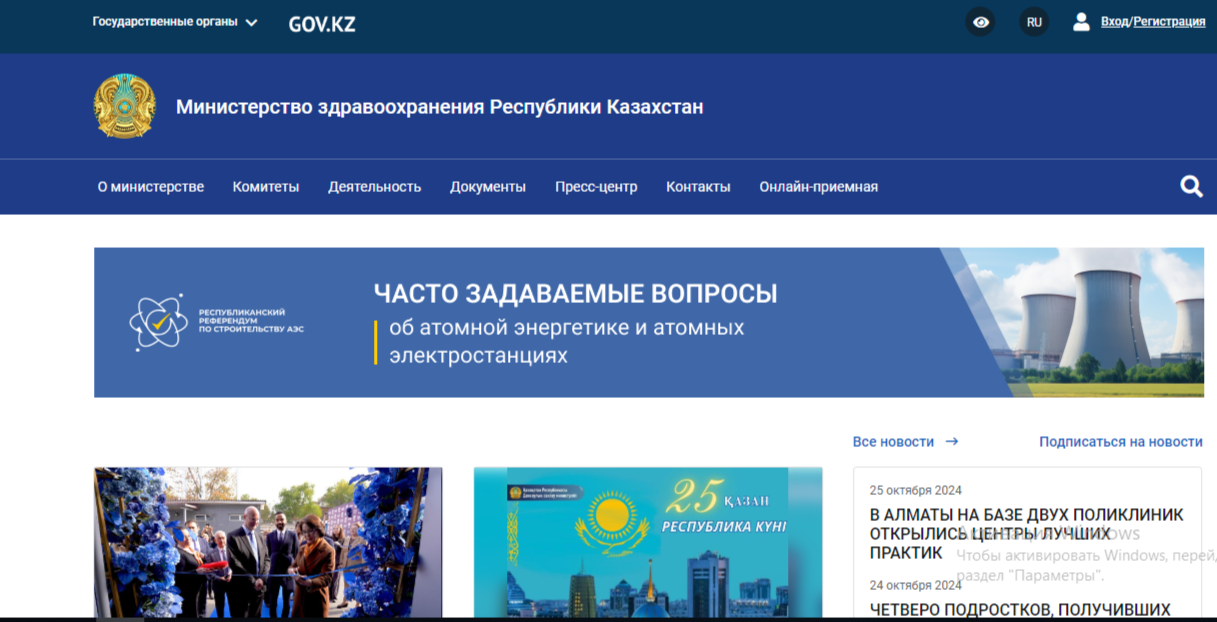 Государственные органы
GOV.KZ
RU
Вход/Регистрация
Министерство здравоохранения Республики Казахстан
О министерстве
Комитеты
Деятельность
Документы
Пресс-центр
Контакты
Онлайн-приемная
РЕСПУБЛИКАНСКИЙ
РЕФЕРЕНДУМ
ПО СТРОИТЕЛЬСТВУ АЭС
ЧАСТО ЗАДАВАЕМЫЕ ВОПРОСЫ
об атомной энергетике и атомных
электростанциях
Все новости
Подписаться на новости
25 ҚАЗАН
РЕСПУБЛИКА КҮНІ
25 октября 2024
В АЛМАТЫ НА БАЗЕ ДВУХ ПОЛИКЛИНИК
ОТКРЫЛИСЬ ЦЕНТРЫ ЛУЧШИХ
ПРАКТИК
Активация Windows
Чтобы активировать Windows, перей
раздел "Параметры".
24 октября 2024
ЧЕТВЕРО ПОДРОСТКОВ, ПОЛУЧИВШИХ